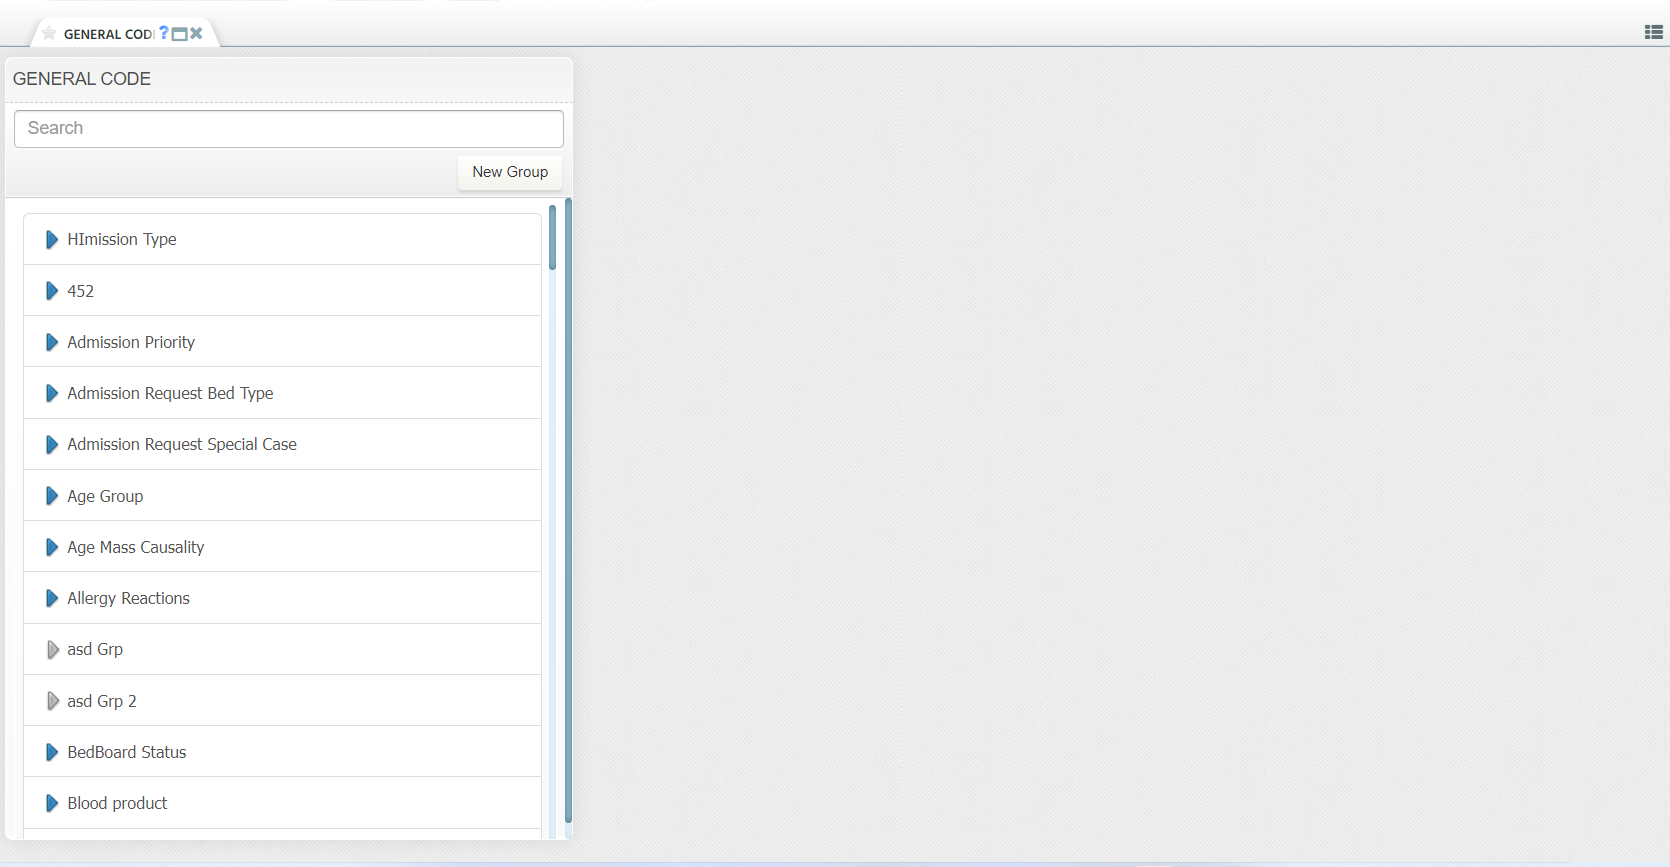 GENERAL COD
GENERAL CODE
Search
New Group
HImission Type
452
Admission Priority
Admission Request Bed Type
Admission Request Special Case
Age Group
Age Mass Causality
Allergy Reactions
asd Grp
asd Grp 2
BedBoard Status
Blood product